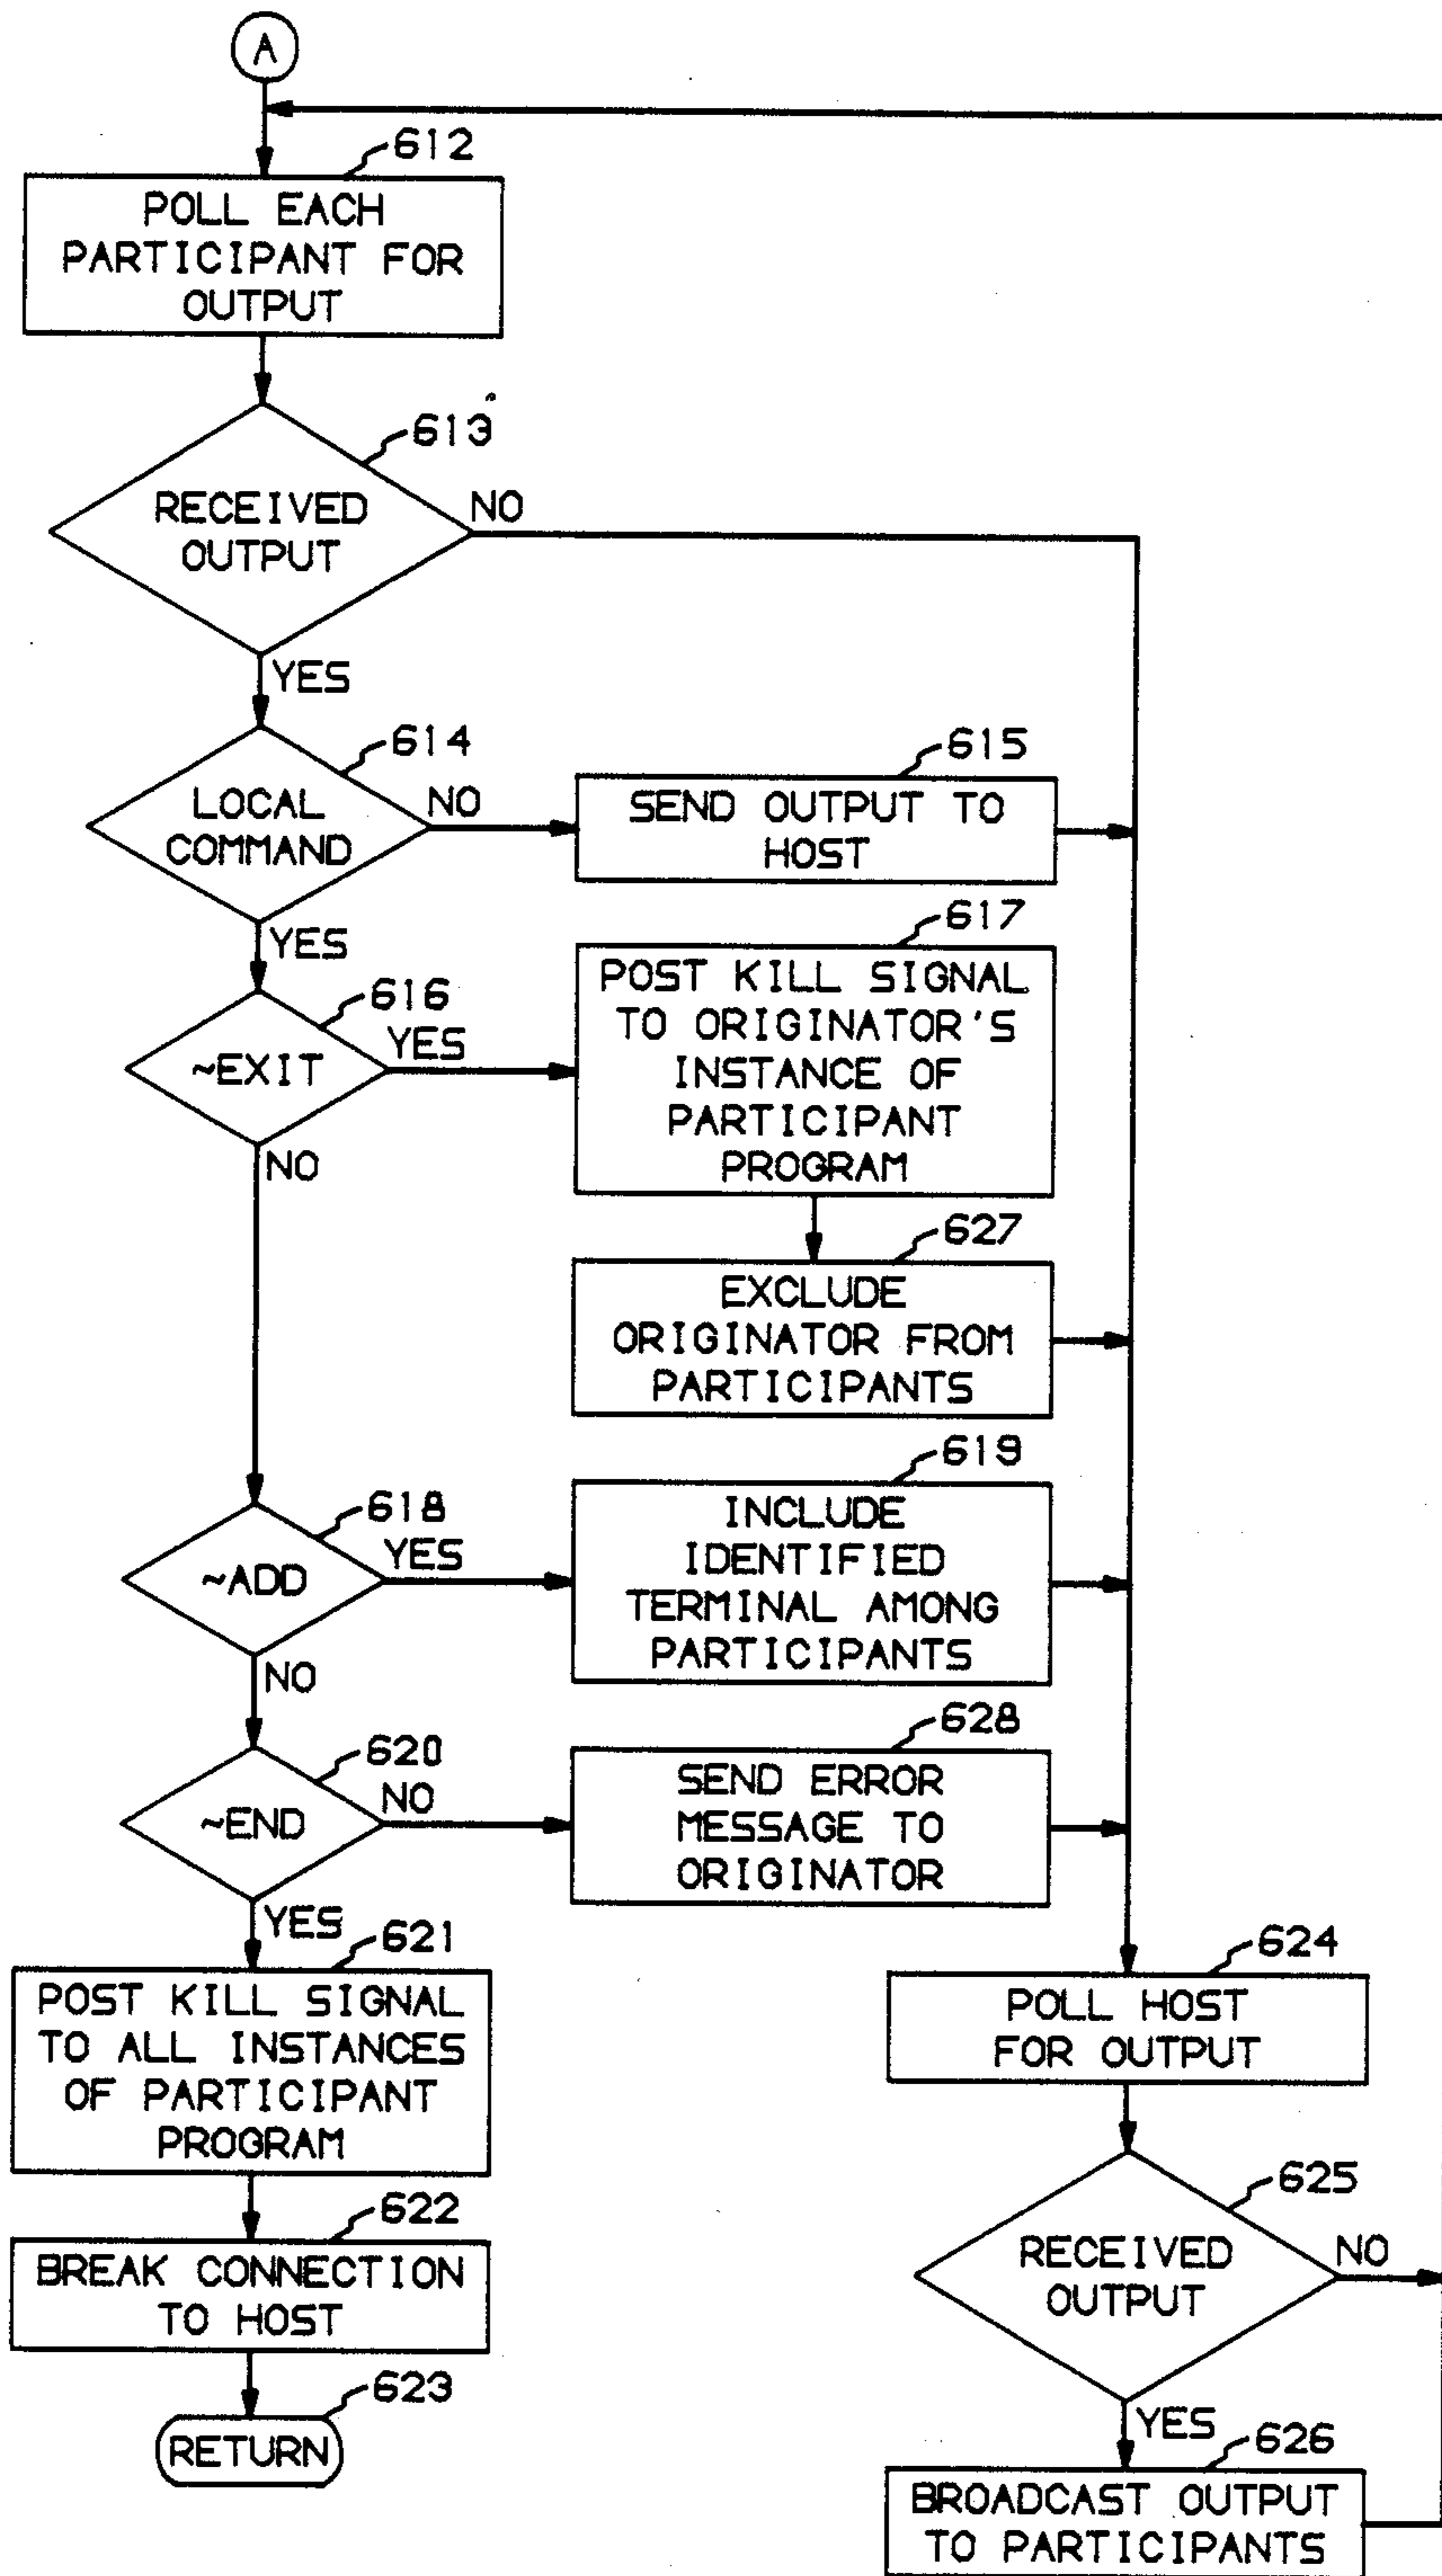 A
612
POLL EACH
PARTICIPANT FOR
OUTPUT
613
RECEIVED
OUTPUT
NO
YES
614
LOCAL
COMMAND
NO
615
SEND OUTPUT TO
HOST
YES
616
~EXIT
YES
617
POST KILL SIGNAL
TO ORIGINATOR'S
INSTANCE OF
PARTICIPANT
PROGRAM
NO
627
EXCLUDE
ORIGINATOR FROM
PARTICIPANTS
618
~ADD
YES
619
INCLUDE
IDENTIFIED
TERMINAL AMONG
PARTICIPANTS
NO
620
~END
NO
628
SEND ERROR
MESSAGE TO
ORIGINATOR
YES
621
POST KILL SIGNAL
TO ALL INSTANCES
OF PARTICIPANT
PROGRAM
622
BREAK CONNECTION
TO HOST
623
RETURN
624
POLL HOST
FOR OUTPUT
625
RECEIVED
OUTPUT
NO
YES
626
BROADCAST OUTPUT
TO PARTICIPANTS